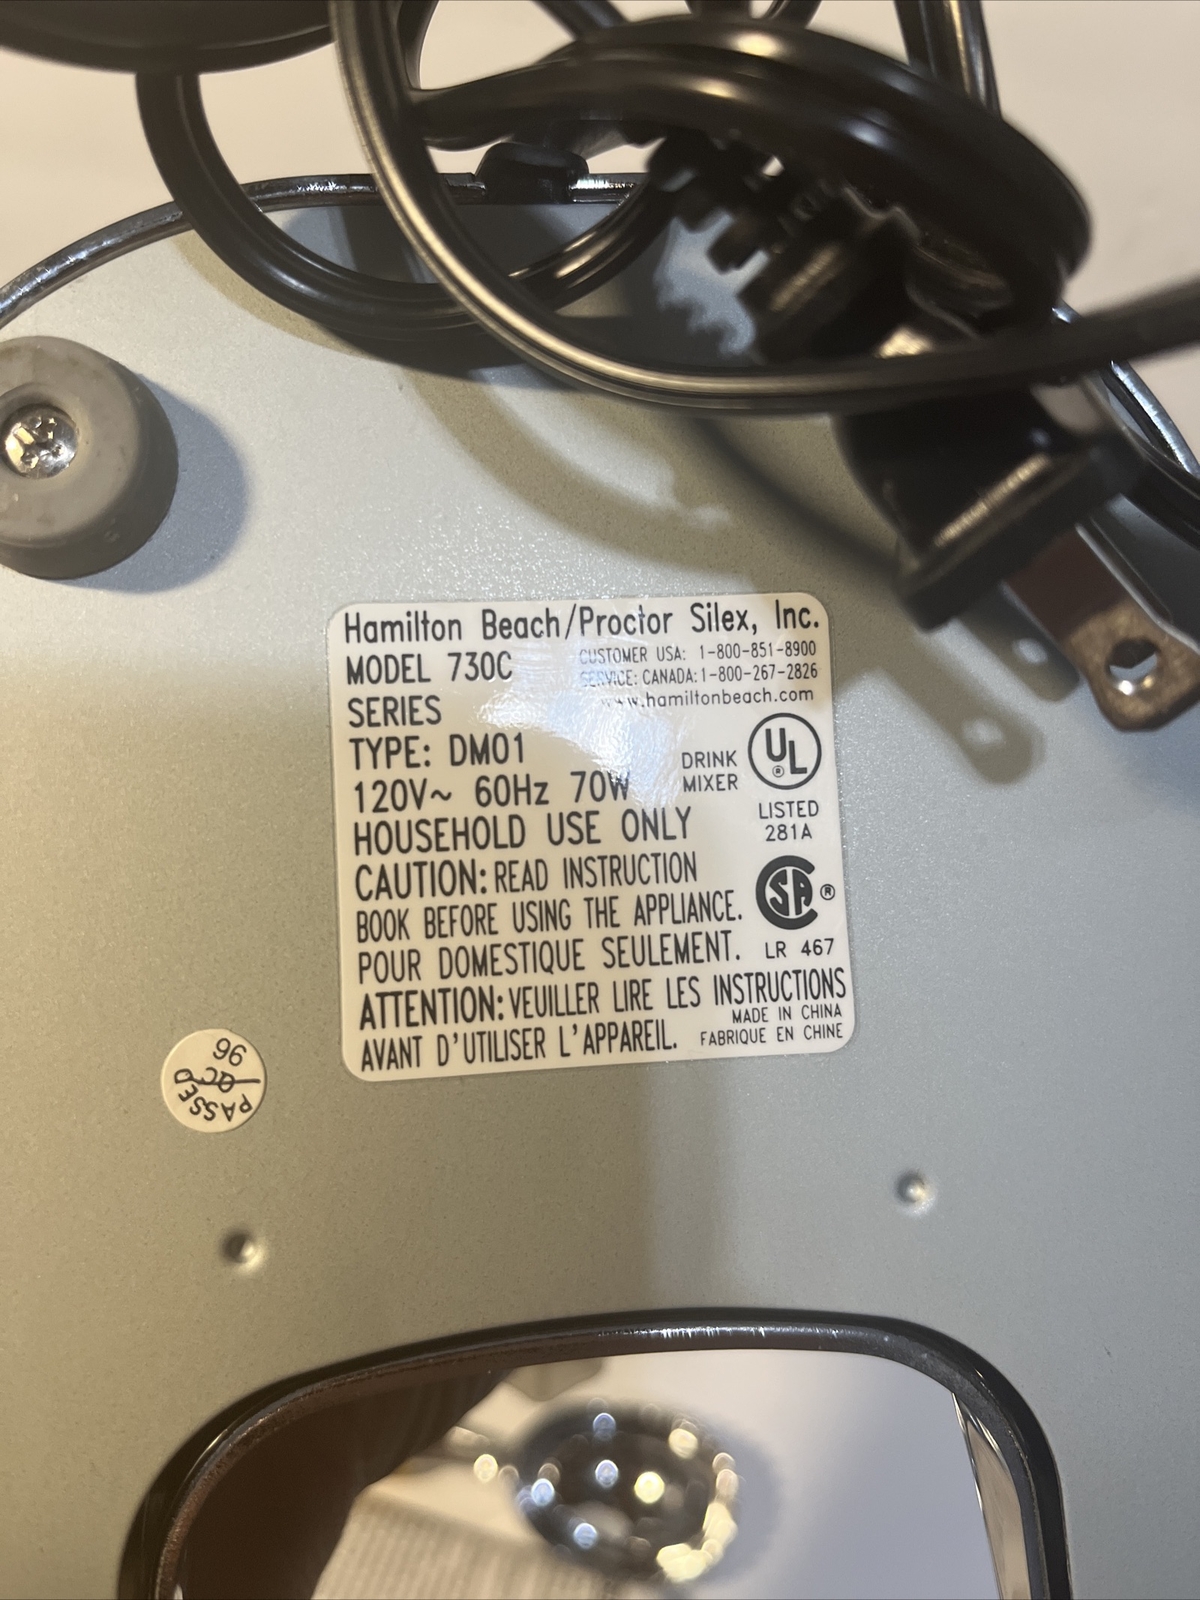 Hamilton Beach/Proctor Silex, Inc.
MODEL 730C
CUSTOMER USA: 1-800-851-8900
SERVICE: CANADA: 1-800-267-2826
www.hamiltonbeach.com
SERIES
TYPE: DM01
DRINK
MIXER
UL ®
120V~ 60Hz 70W
LISTED
281A
HOUSEHOLD USE ONLY
CAUTION: READ INSTRUCTION
BOOK BEFORE USING THE APPLIANCE.
SA ®
POUR DOMESTIQUE SEULEMENT.
LR 467
ATTENTION: VEUILLER LIRE LES INSTRUCTIONS
AVANT D'UTILISER L'APPAREIL.
MADE IN CHINA
FABRIQUE EN CHINE
PASSED
QC
96